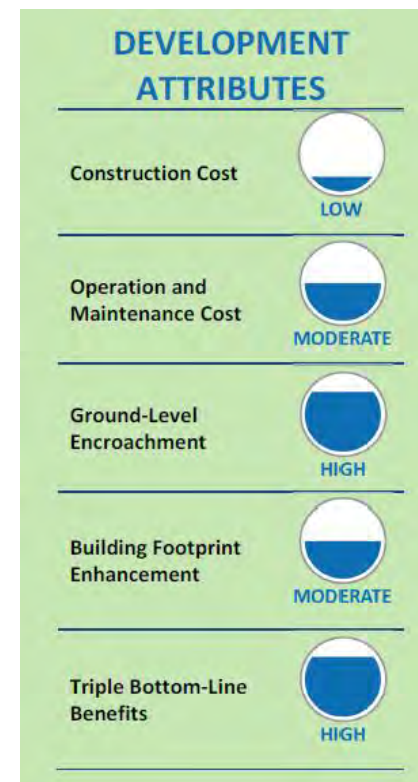 DEVELOPMENT
ATTRIBUTES
Construction Cost
LOW
Operation and
Maintenance Cost
MODERATE
Ground-Level
Encroachment
HIGH
Building Footprint
Enhancement
MODERATE
Triple Bottom-Line
Benefits
HIGH